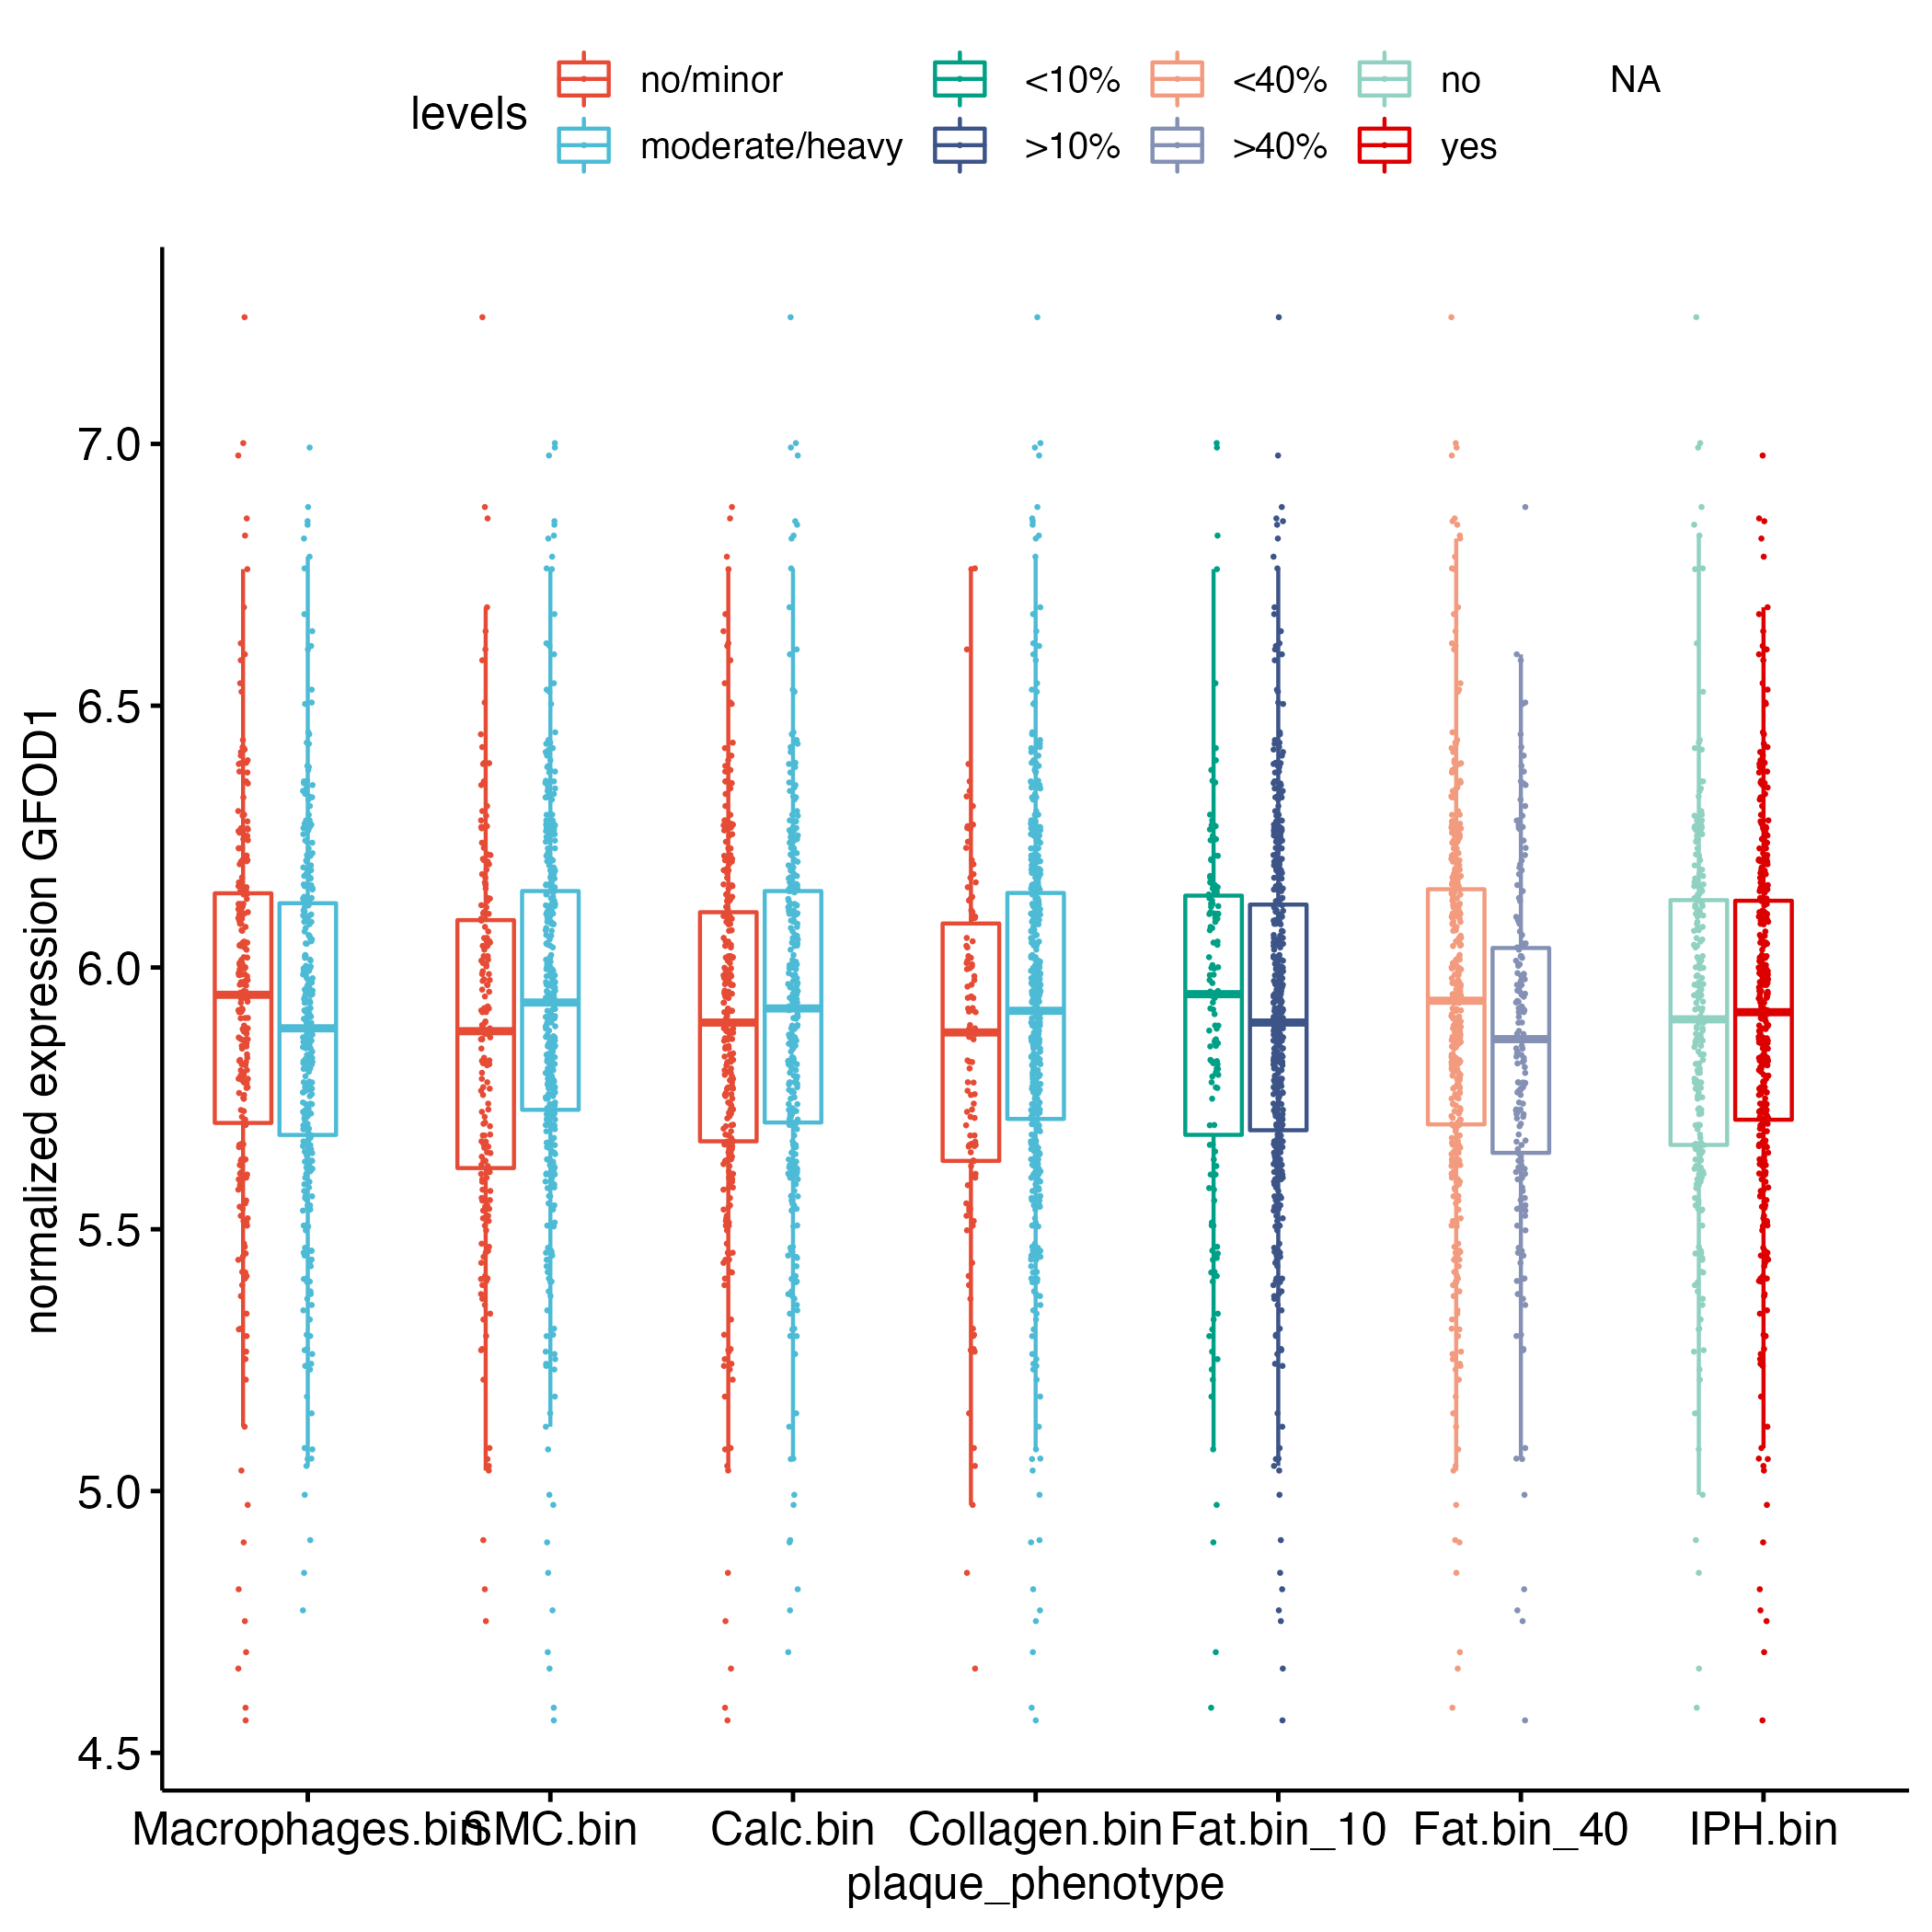 levels
no/minor <10% <40% no NA
moderate/heavy >10% >40% yes
normalized expression GFOD1
7.0
6.5
6.0
5.5
5.0
4.5
Macrophages.bin SMC.bin Calc.bin Collagen.bin Fat.bin_10 Fat.bin_40 IPH.bin
plaque_phenotype